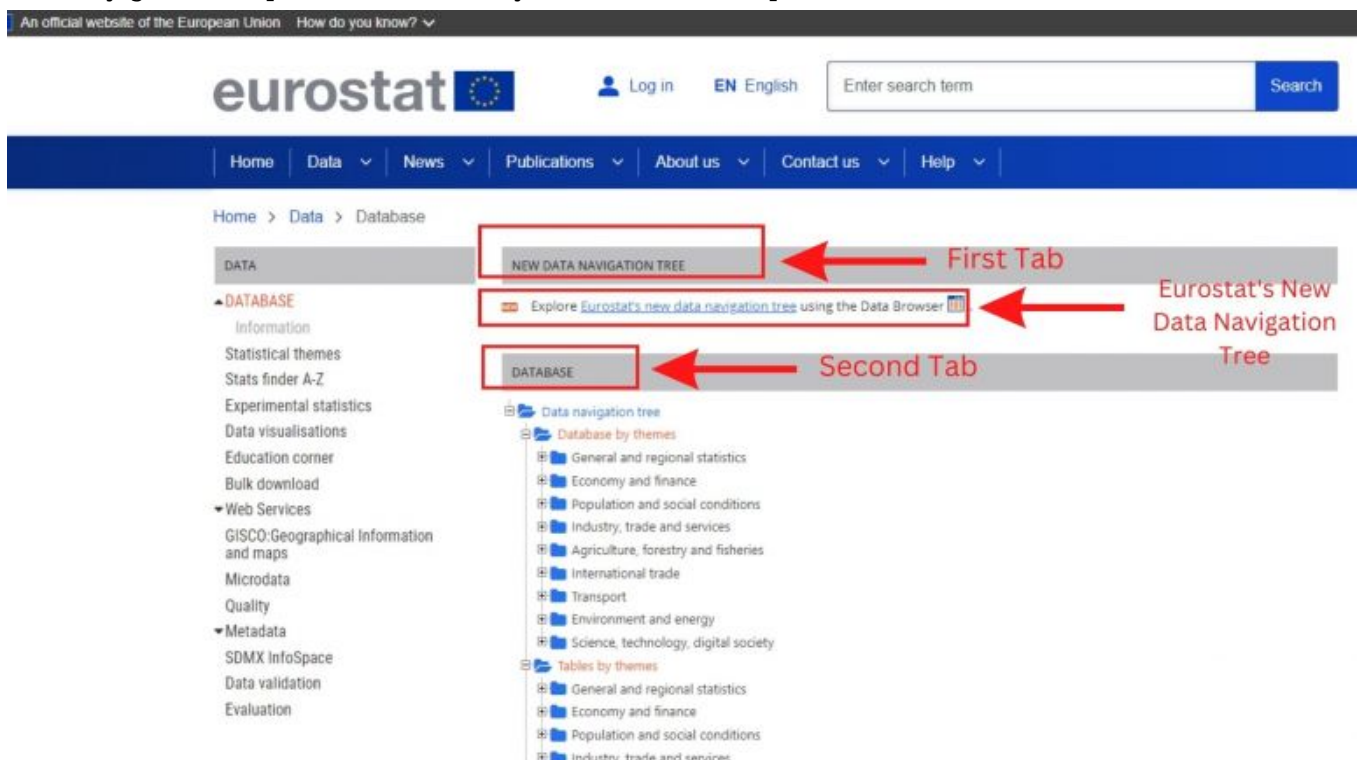 An official website of the European Union How do you know?
eurostat
Log in
EN English
Enter search term
Search
Home
Data
News
Publications
About us
Contact us
Help
Home > Data > Database
DATA
DATABASE
Information
Statistical themes
Stats finder A-Z
Experimental statistics
Data visualisations
Education corner
Bulk download
Web Services
GISCO:Geographical Information
and maps
Microdata
Quality
Metadata
SDMX InfoSpace
Data validation
Evaluation
NEW DATA NAVIGATION TREE
First Tab
Explore Eurostat's new data navigation tree using the Data Browser
Eurostat's New
Data Navigation
Tree
DATABASE
Second Tab
Data navigation tree
Database by themes
General and regional statistics
Economy and finance
Population and social conditions
Industry, trade and services
Agriculture, forestry and fisheries
International trade
Transport
Environment and energy
Science, technology, digital society
Tables by themes
General and regional statistics
Economy and finance
Population and social conditions
Industry, trade and services